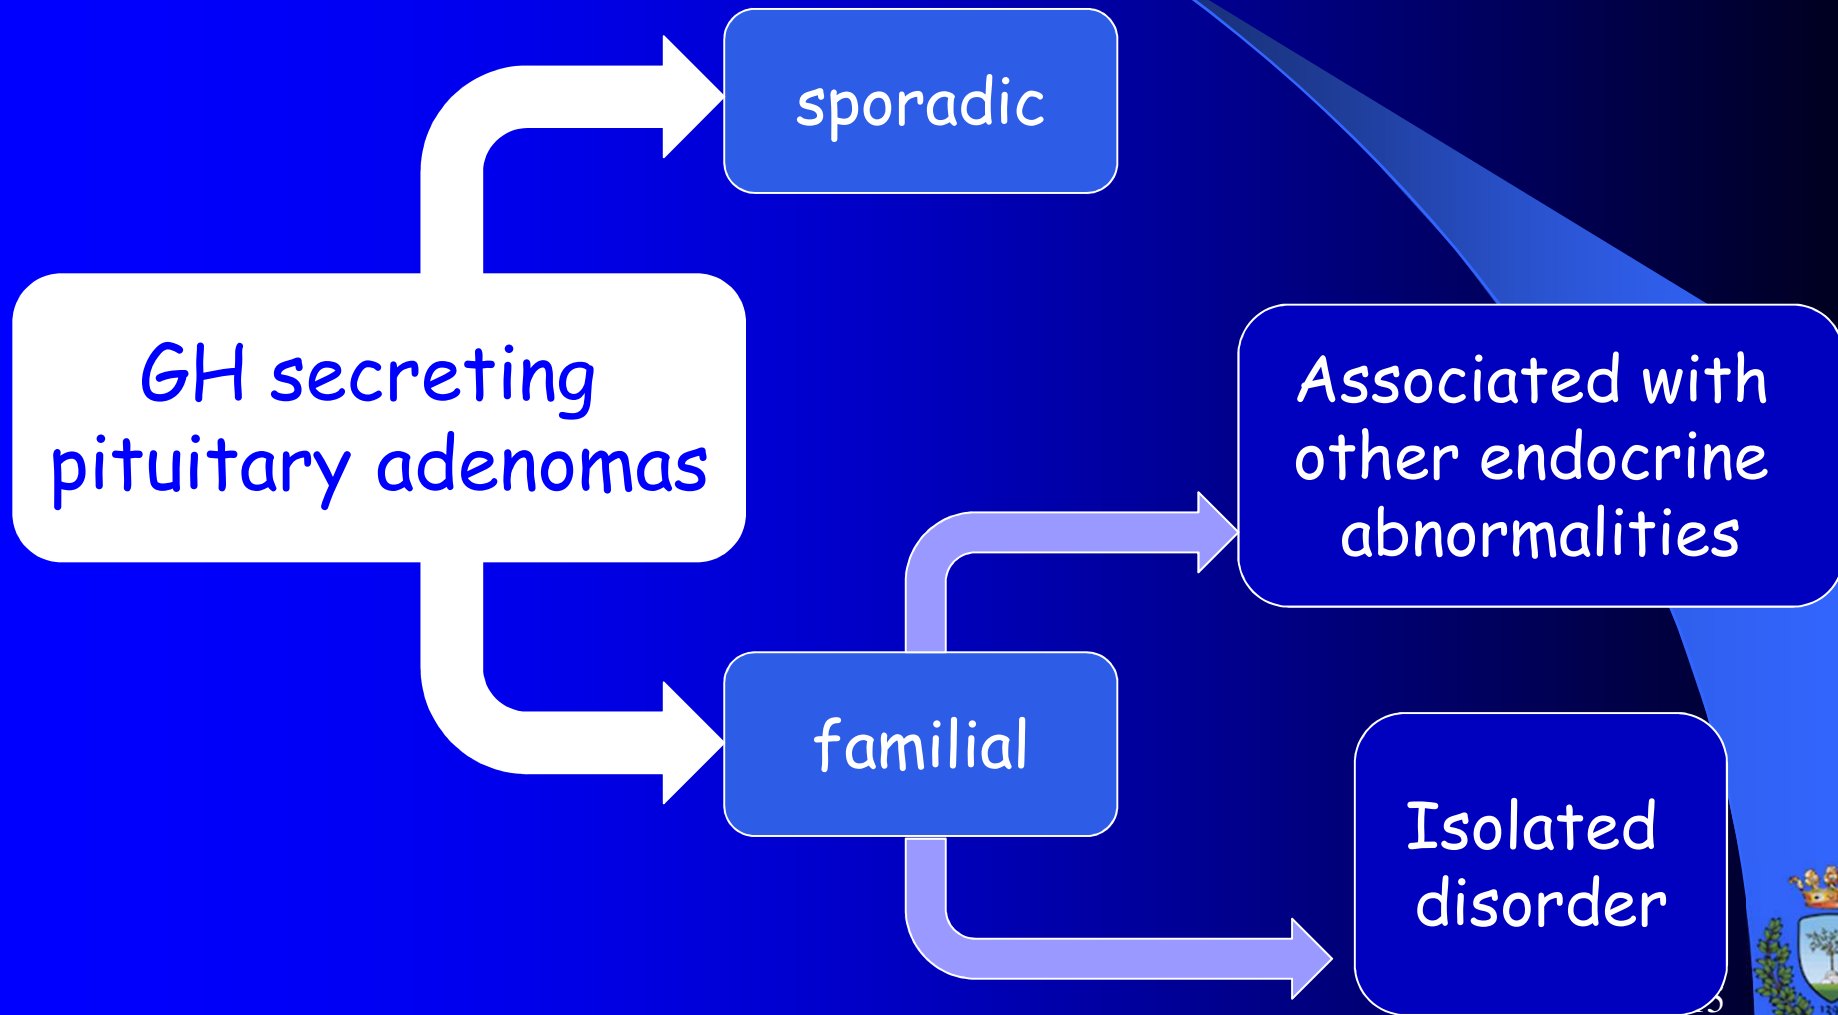 sporadic
GH secreting
pituitary adenomas
Associated with
other endocrine
abnormalities
familial
Isolated
disorder